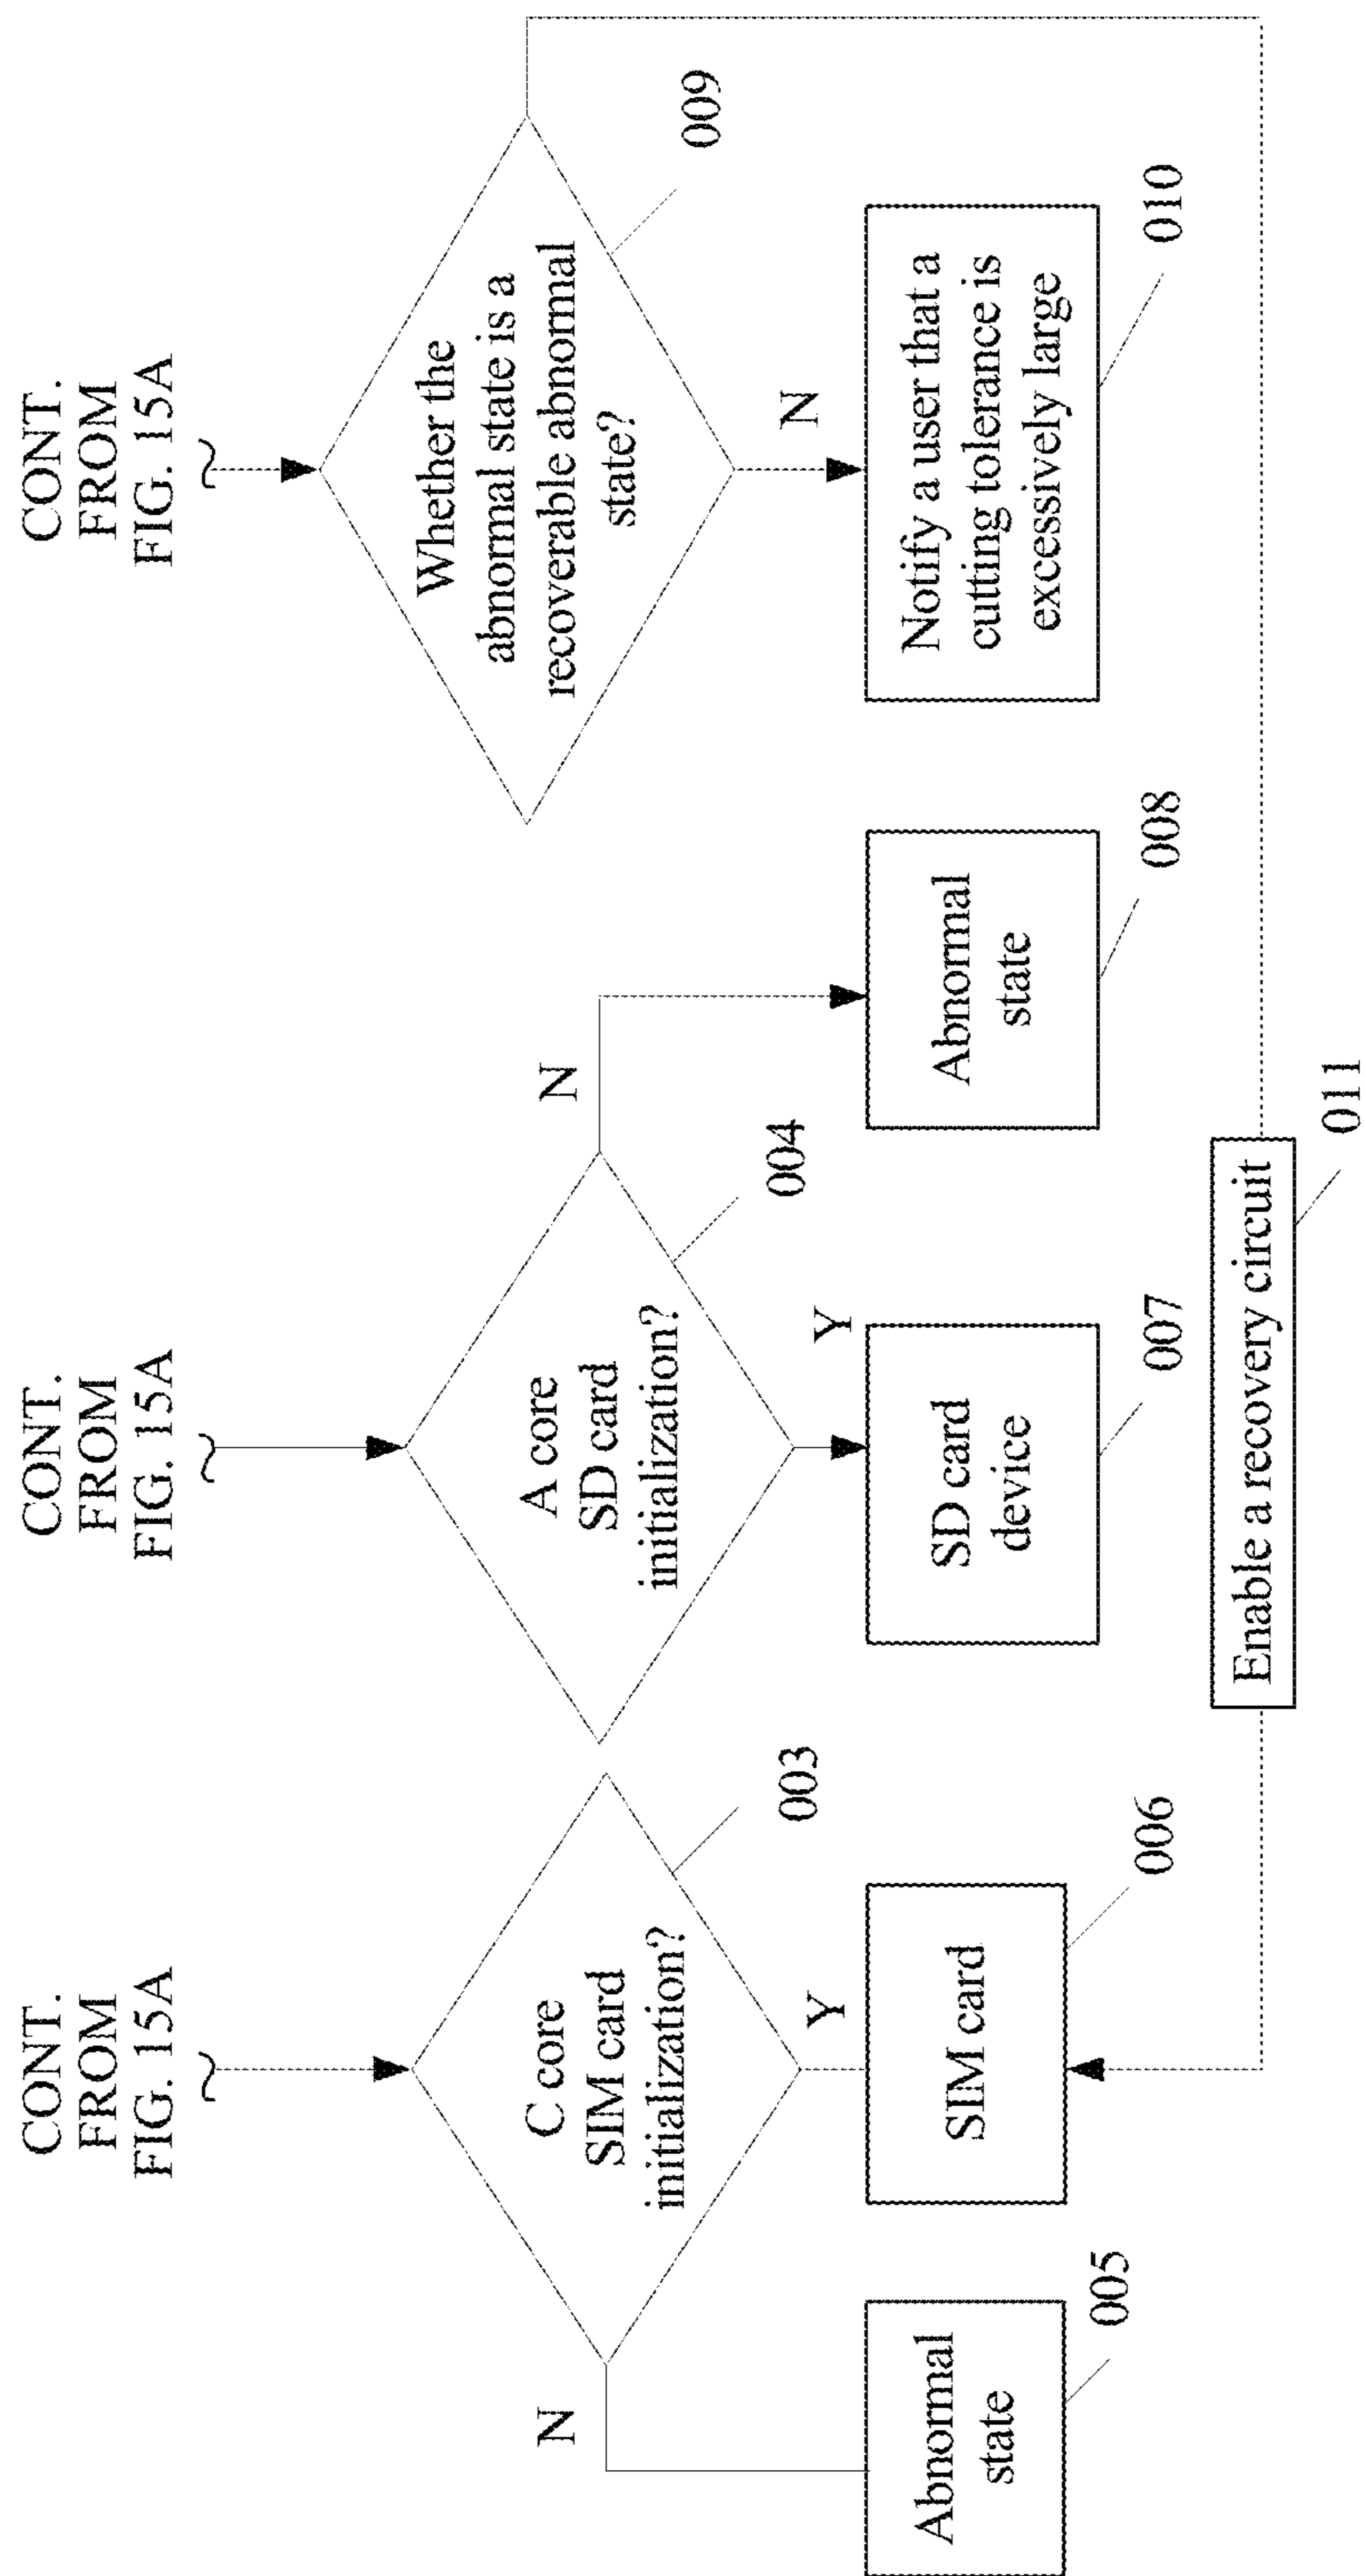 CONT.
FROM
FIG. 15A
C core
SIM card
initialization?
003
N
Y
Abnormal
state
005
SIM card
006
CONT.
FROM
FIG. 15A
A core
SD card
initialization?
004
Y
N
SD card
device
007
Abnormal
state
008
CONT.
FROM
FIG. 15A
Whether the
abnormal state is a
recoverable abnormal
state?
009
N
Notify a user that a
cutting tolerance is
excessively large
010
Enable a recovery circuit
011